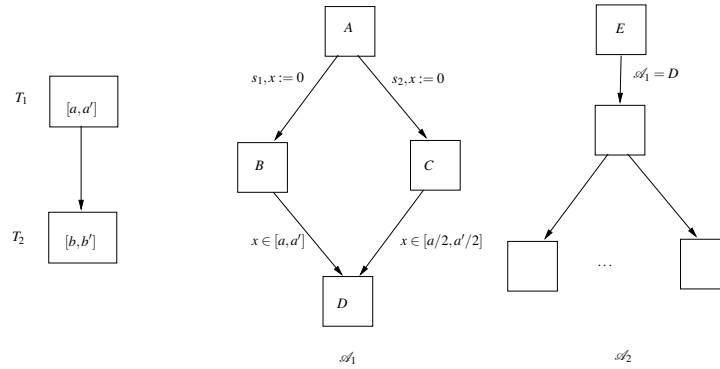 A
E
s₁, x := 0
s₂, x := 0
𝒜₁ = D
T₁
[a, a′]
B
C
T₂
[b, b′]
x ∈ [a, a′]
x ∈ [a/2, a′/2]
...
D
𝒜₁
𝒜₂